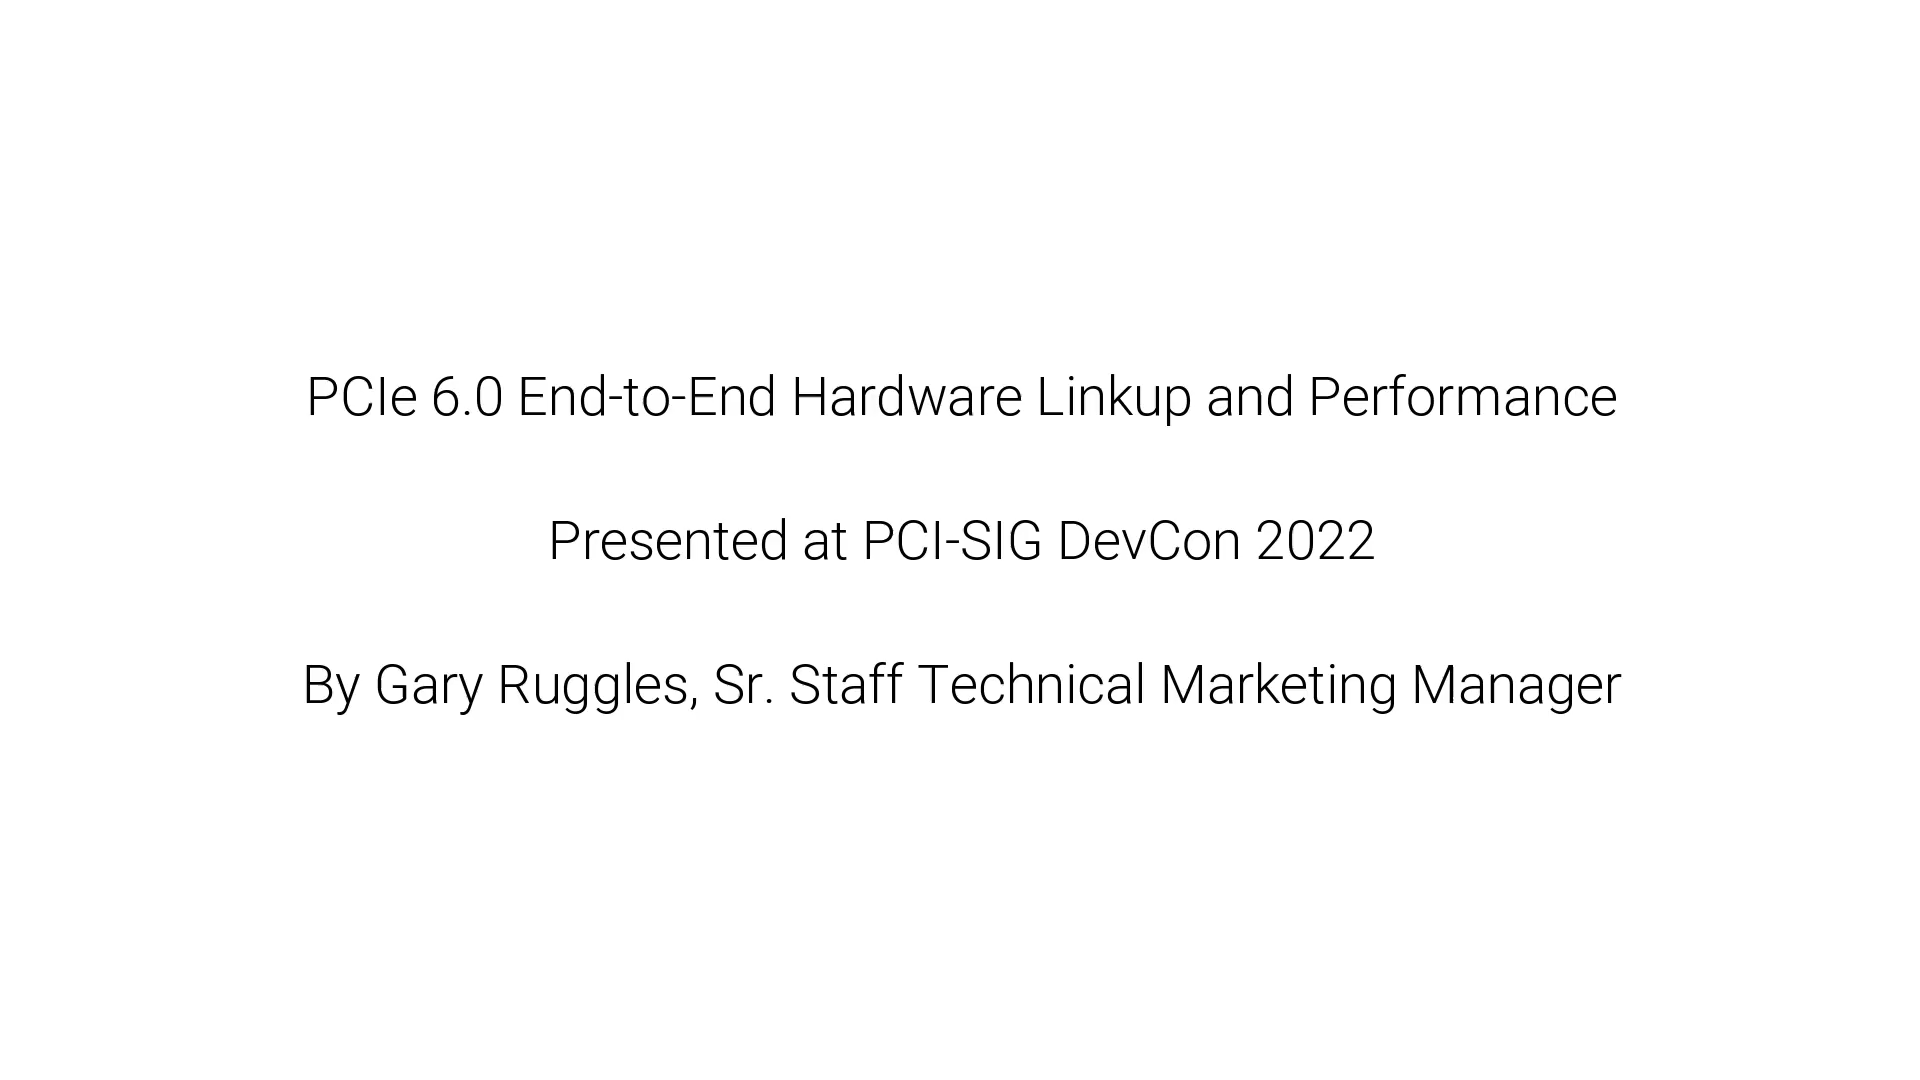 PCIe 6.0 End-to-End Hardware Linkup and Performance
Presented at PCI-SIG DevCon 2022
By Gary Ruggles, Sr. Staff Technical Marketing Manager